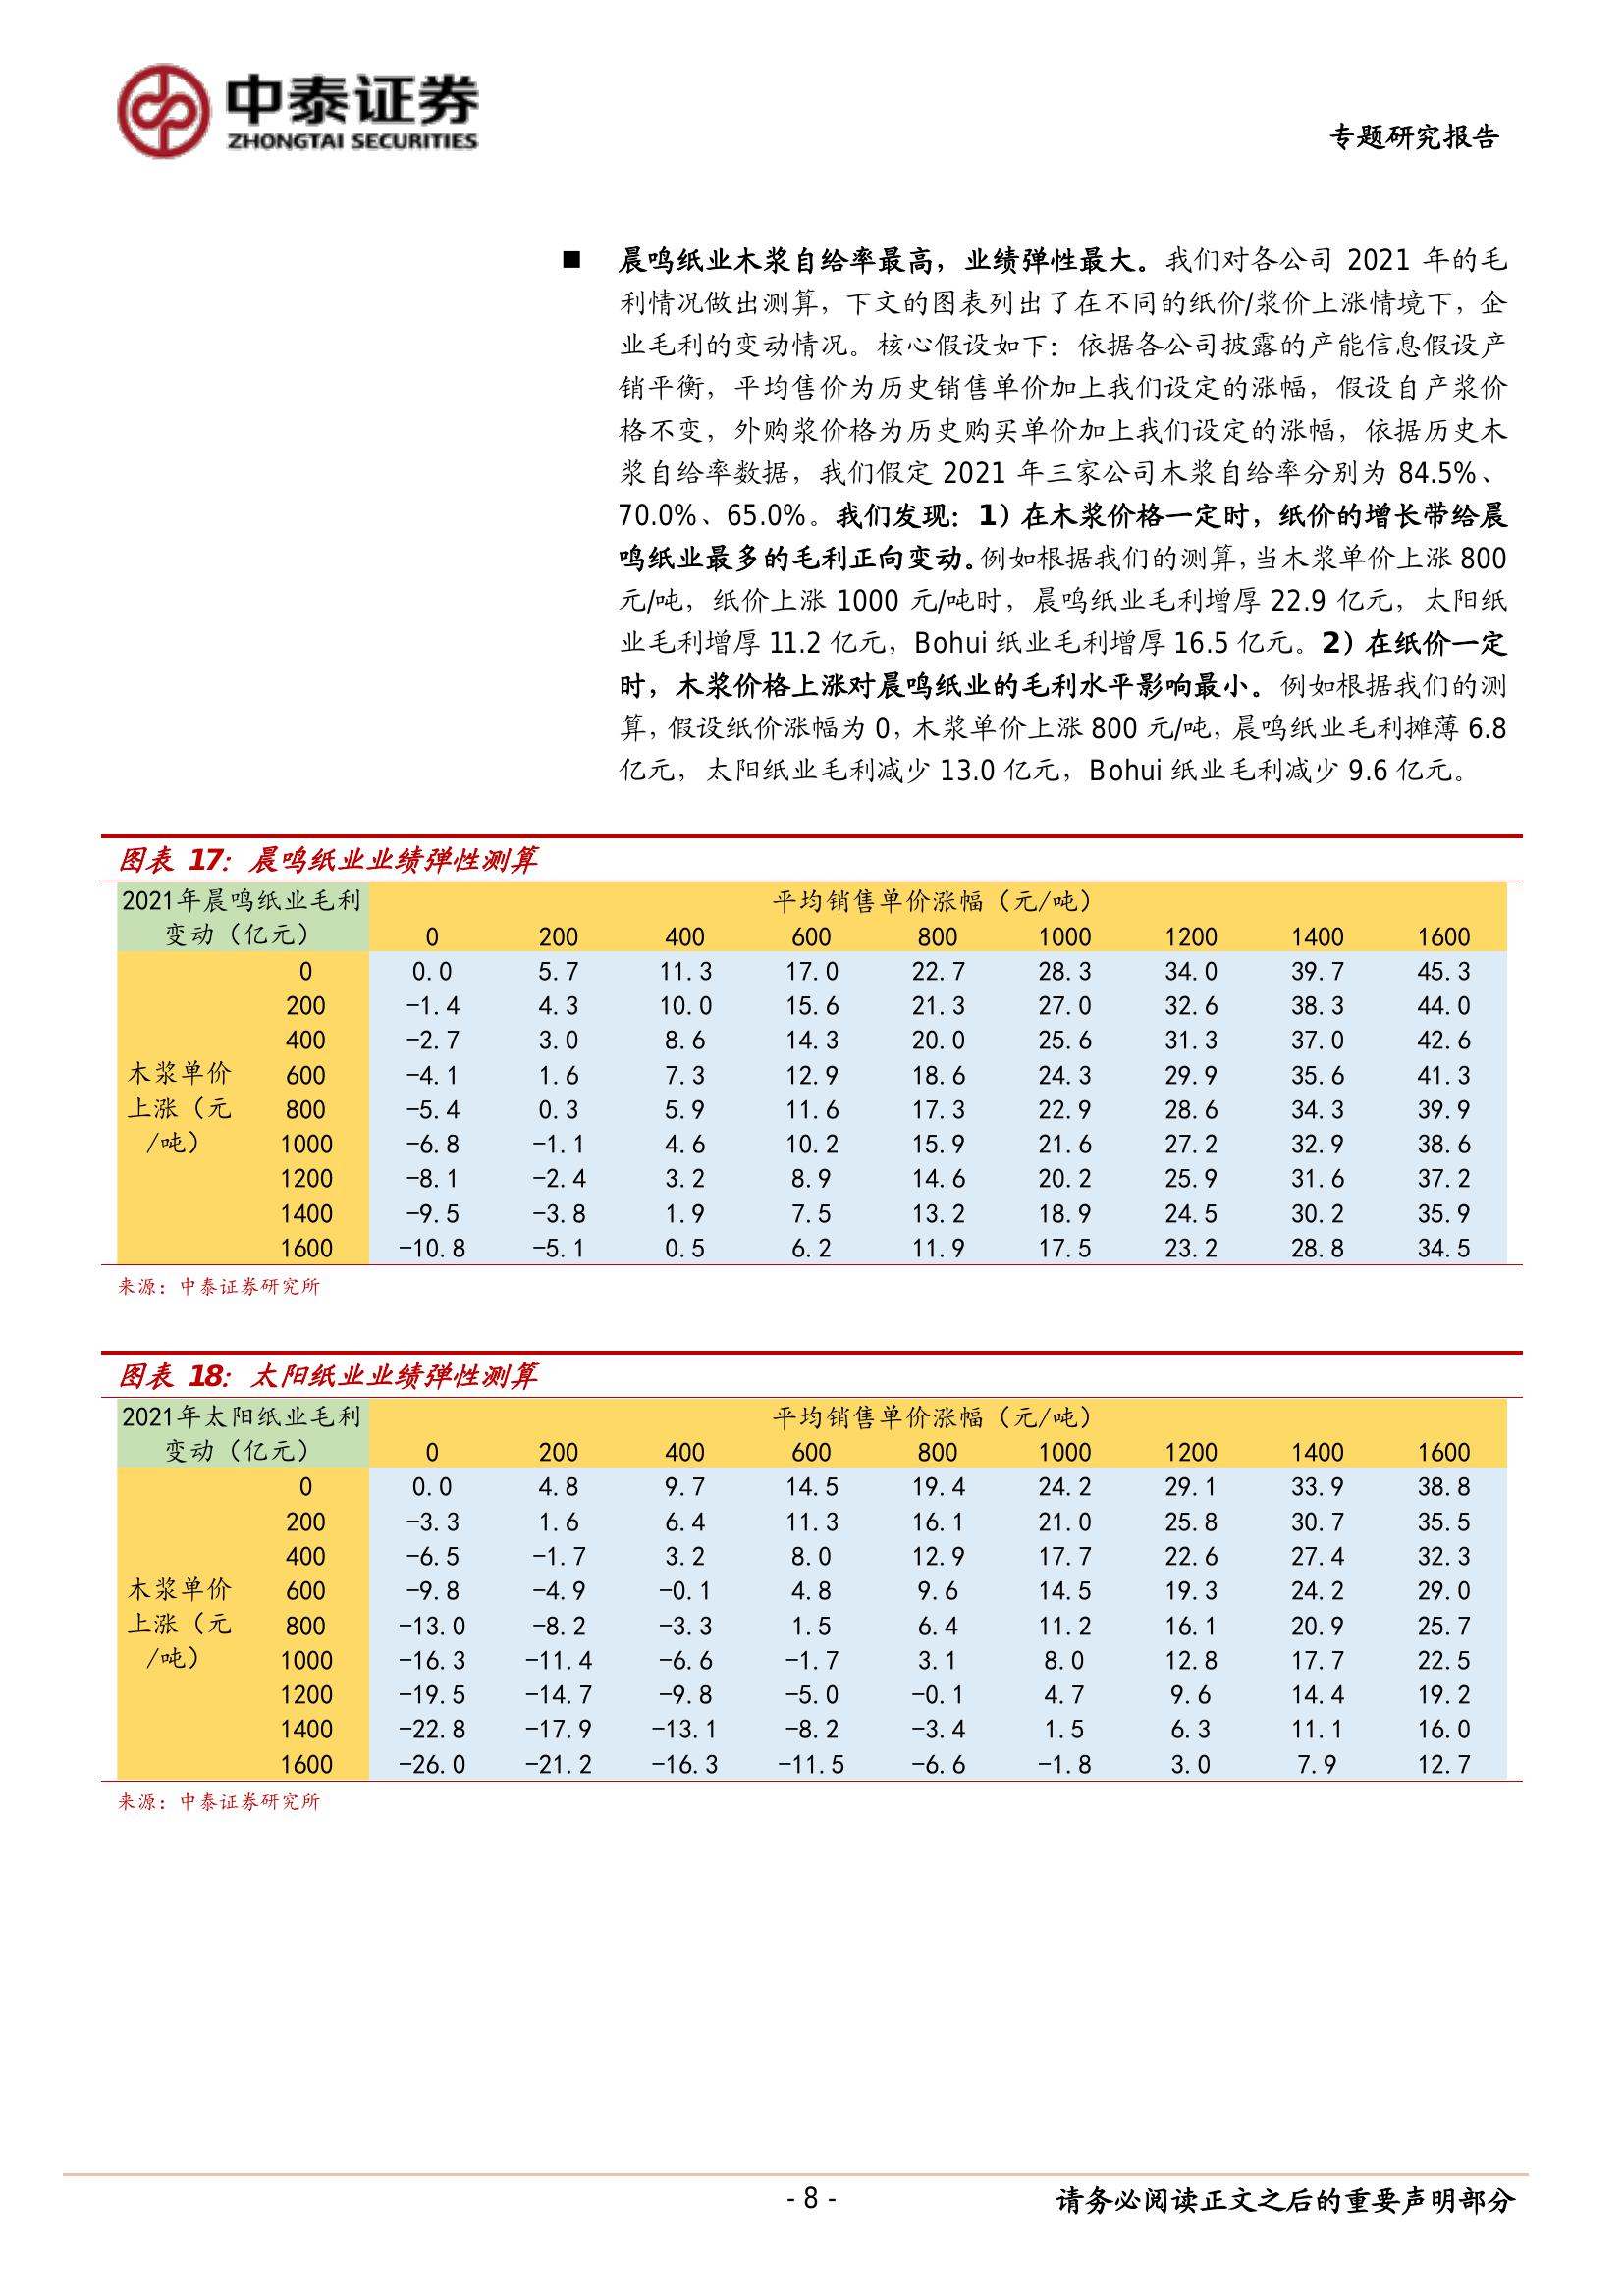 中泰证券
ZHONGTAI SECURITIES
专题研究报告
■ 晨鸣纸业木浆自给率最高，业绩弹性最大。我们对各公司 2021 年的毛
利情况做出测算，下文的图表列出了在不同的纸价/浆价上涨情境下，企
业毛利的变动情况。核心假设如下：依据各公司披露的产能信息假设产
销平衡，平均售价为历史销售单价加上我们设定的涨幅，假设自产浆价
格不变，外购浆价格为历史购买单价加上我们设定的涨幅，依据历史木
浆自给率数据，我们假定 2021 年三家公司木浆自给率分别为 84.5%、
70.0%、65.0%。我们发现：1）在木浆价格一定时，纸价的增长带给晨
鸣纸业最多的毛利正向变动。例如根据我们的测算，当木浆单价上涨 800
元/吨，纸价上涨 1000 元/吨时，晨鸣纸业毛利增厚 22.9 亿元，太阳纸
业毛利增厚 11.2 亿元，Bohui 纸业毛利增厚 16.5 亿元。2）在纸价一定
时，木浆价格上涨对晨鸣纸业的毛利水平影响最小。例如根据我们的测
算，假设纸价涨幅为 0，木浆单价上涨 800 元/吨，晨鸣纸业毛利摊薄 6.8
亿元，太阳纸业毛利减少 13.0 亿元，Bohui 纸业毛利减少 9.6 亿元。
图表 17：晨鸣纸业业绩弹性测算
2021年晨鸣纸业毛利 平均销售单价涨幅（元/吨）
变动（亿元） 0 200 400 600 800 1000 1200 1400 1600
0 0.0 5.7 11.3 17.0 22.7 28.3 34.0 39.7 45.3
200 -1.4 4.3 10.0 15.6 21.3 27.0 32.6 38.3 44.0
400 -2.7 3.0 8.6 14.3 20.0 25.6 31.3 37.0 42.6
木浆单价 600 -4.1 1.6 7.3 12.9 18.6 24.3 29.9 35.6 41.3
上涨（元 800 -5.4 0.3 5.9 11.6 17.3 22.9 28.6 34.3 39.9
/吨） 1000 -6.8 -1.1 4.6 10.2 15.9 21.6 27.2 32.9 38.6
1200 -8.1 -2.4 3.2 8.9 14.6 20.2 25.9 31.6 37.2
1400 -9.5 -3.8 1.9 7.5 13.2 18.9 24.5 30.2 35.9
1600 -10.8 -5.1 0.5 6.2 11.9 17.5 23.2 28.8 34.5
来源：中泰证券研究所
图表 18：太阳纸业业绩弹性测算
2021年太阳纸业毛利 平均销售单价涨幅（元/吨）
变动（亿元） 0 200 400 600 800 1000 1200 1400 1600
0 0.0 4.8 9.7 14.5 19.4 24.2 29.1 33.9 38.8
200 -3.3 1.6 6.4 11.3 16.1 21.0 25.8 30.7 35.5
400 -6.5 -1.7 3.2 8.0 12.9 17.7 22.6 27.4 32.3
木浆单价 600 -9.8 -4.9 -0.1 4.8 9.6 14.5 19.3 24.2 29.0
上涨（元 800 -13.0 -8.2 -3.3 1.5 6.4 11.2 16.1 20.9 25.7
/吨） 1000 -16.3 -11.4 -6.6 -1.7 3.1 8.0 12.8 17.7 22.5
1200 -19.5 -14.7 -9.8 -5.0 -0.1 4.7 9.6 14.4 19.2
1400 -22.8 -17.9 -13.1 -8.2 -3.4 1.5 6.3 11.1 16.0
1600 -26.0 -21.2 -16.3 -11.5 -6.6 -1.8 3.0 7.9 12.7
来源：中泰证券研究所
- 8 -
请务必阅读正文之后的重要声明部分